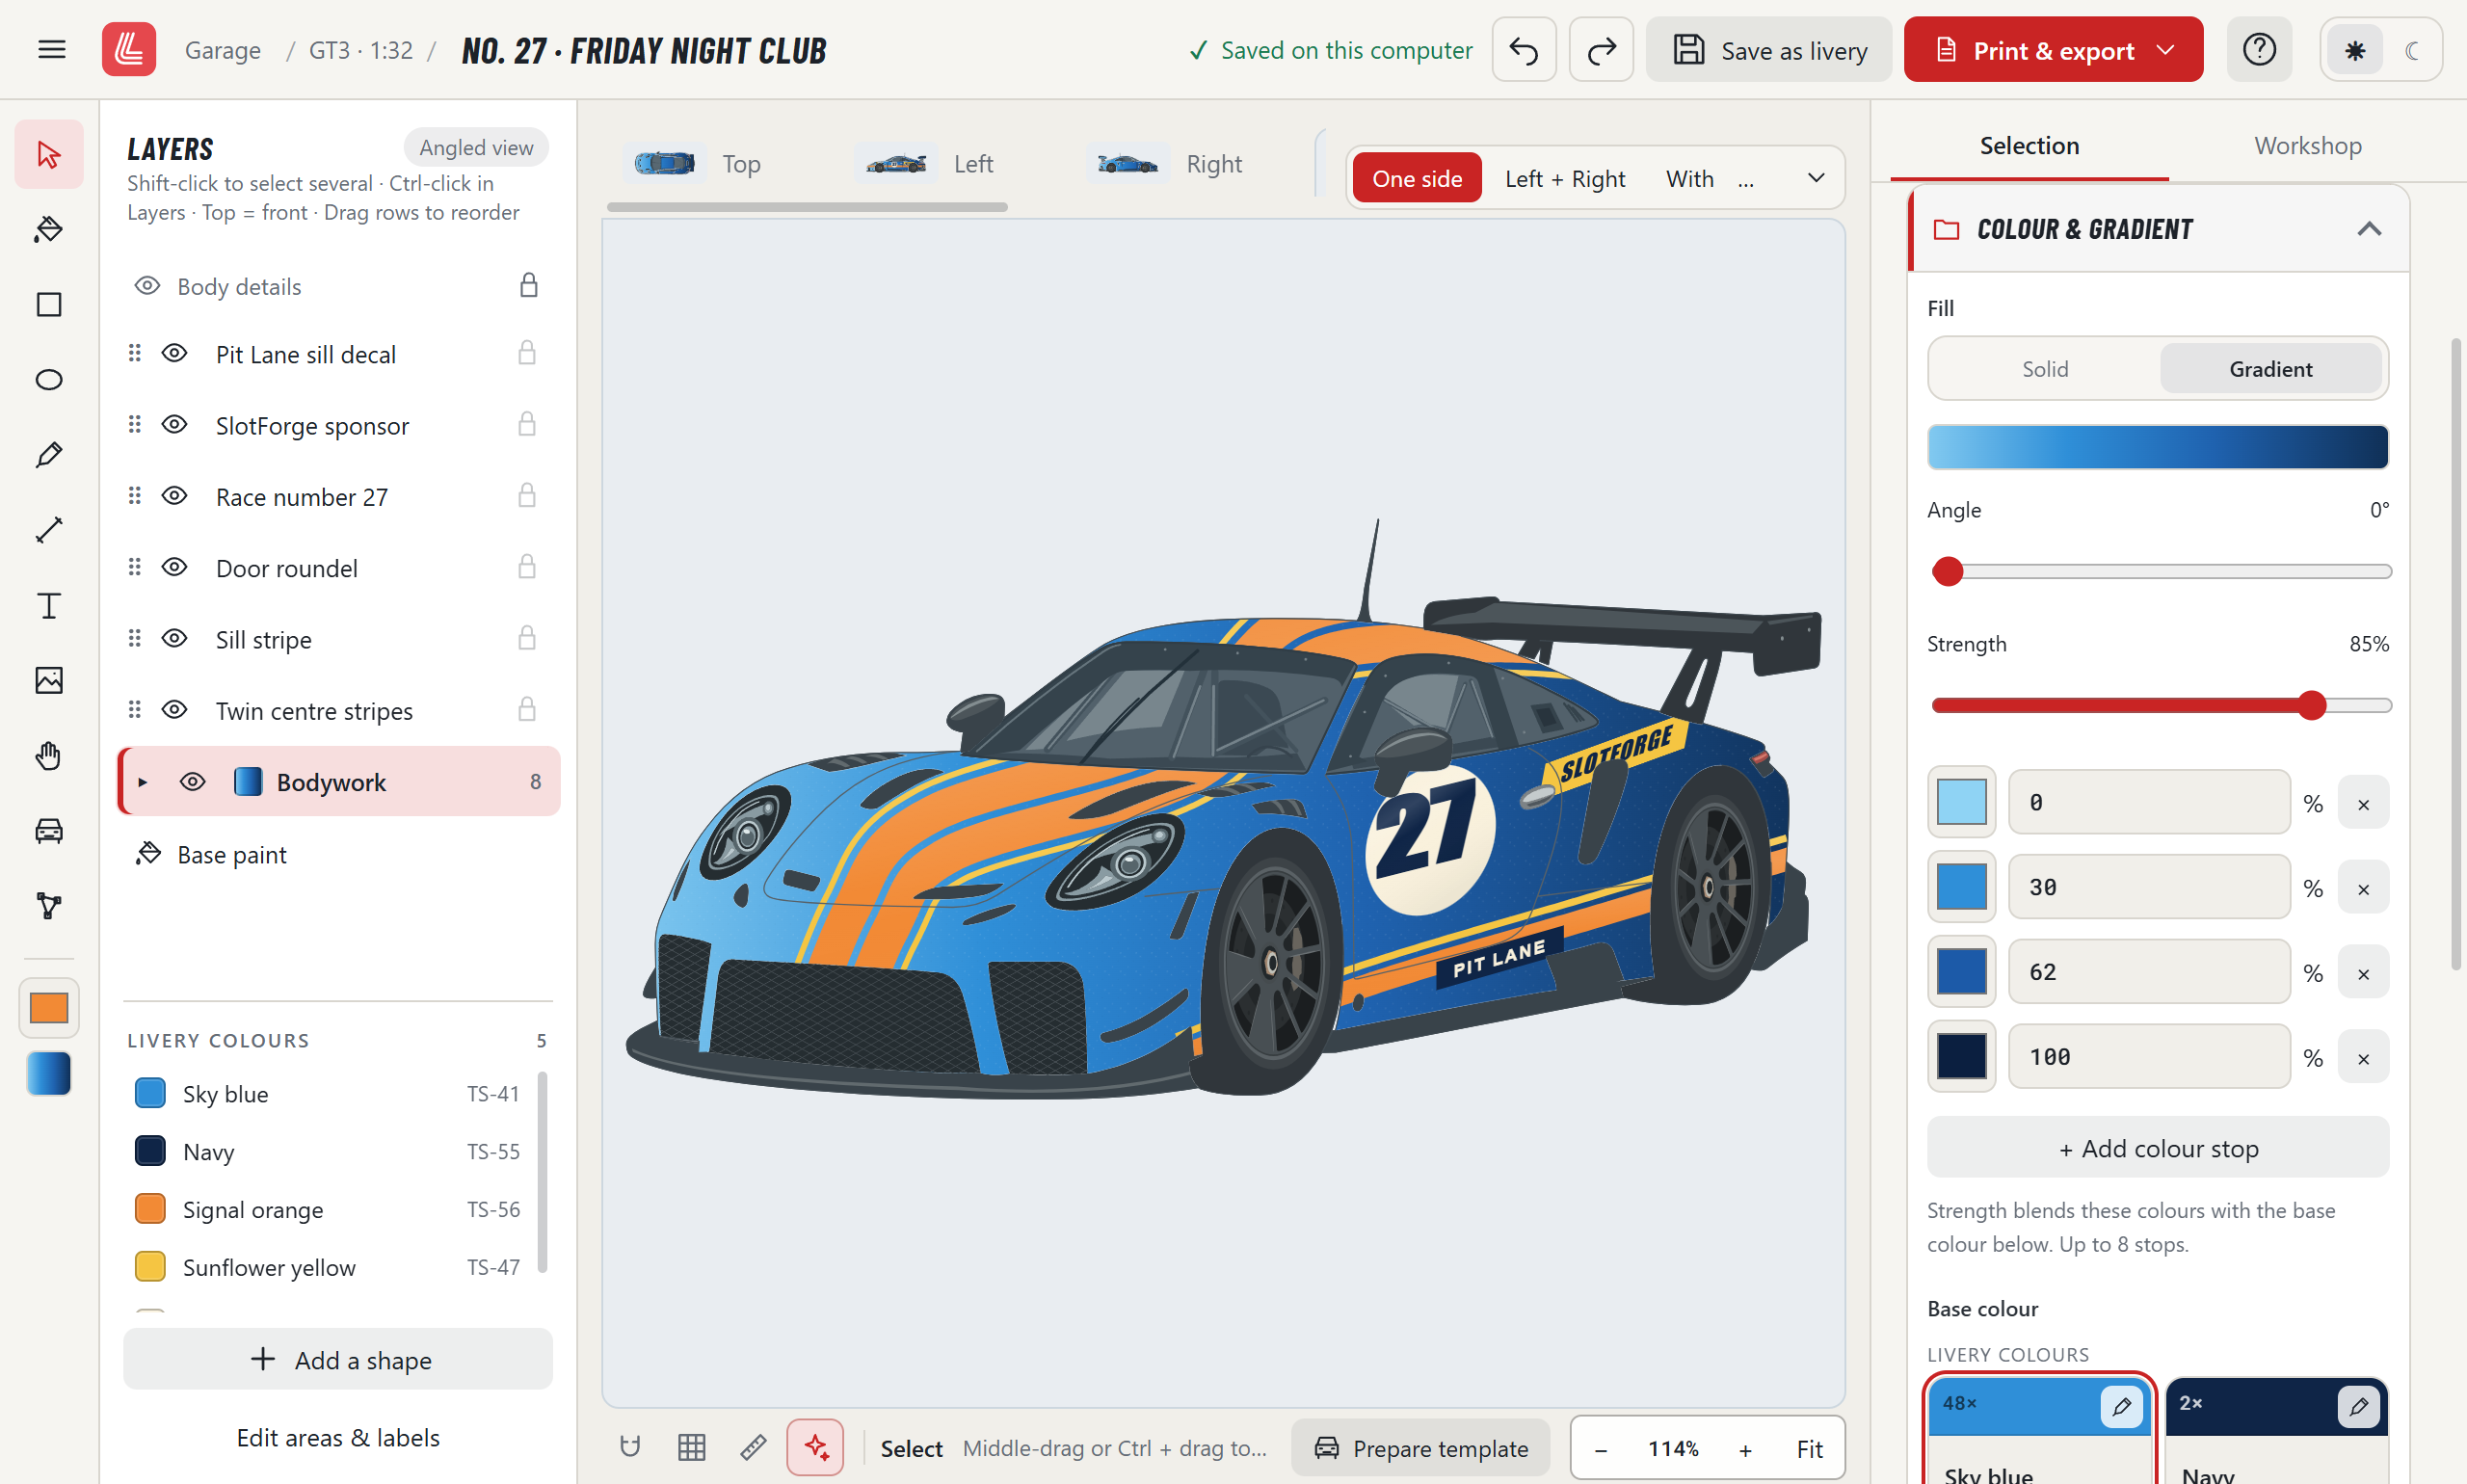 Garage / GT3 · 1:32 / NO. 27 · FRIDAY NIGHT CLUB
✓ Saved on this computer
Save as livery
Print & export
LAYERS
Angled view
Shift-click to select several · Ctrl-click in
Layers · Top = front · Drag rows to reorder
Body details
Pit Lane sill decal
SlotForge sponsor
Race number 27
Door roundel
Sill stripe
Twin centre stripes
Bodywork 8
Base paint
LIVERY COLOURS 5
Sky blue TS-41
Navy TS-55
Signal orange TS-56
Sunflower yellow TS-47
+ Add a shape
Edit areas & labels
Top
Left
Right
One side
Left + Right
With ...
SLOTFORGE
27
PIT LANE
Select
Middle-drag or Ctrl + drag to...
Prepare template
− 114% + Fit
Selection
Workshop
COLOUR & GRADIENT
Fill
Solid
Gradient
Angle 0°
Strength 85%
0 % ×
30 % ×
62 % ×
100 % ×
+ Add colour stop
Strength blends these colours with the base
colour below. Up to 8 stops.
Base colour
LIVERY COLOURS
48×
2×
Sky blue
Navy